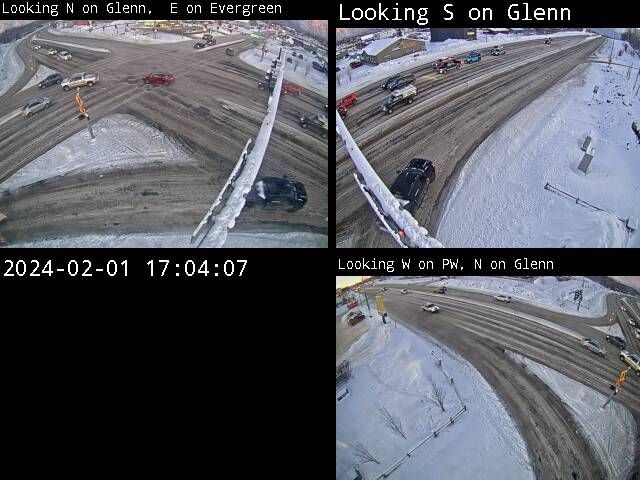 Looking N on Glenn,  E on Evergreen
Looking S on Glenn
2024-02-01 17:04:07
Looking W on PW, N on Glenn